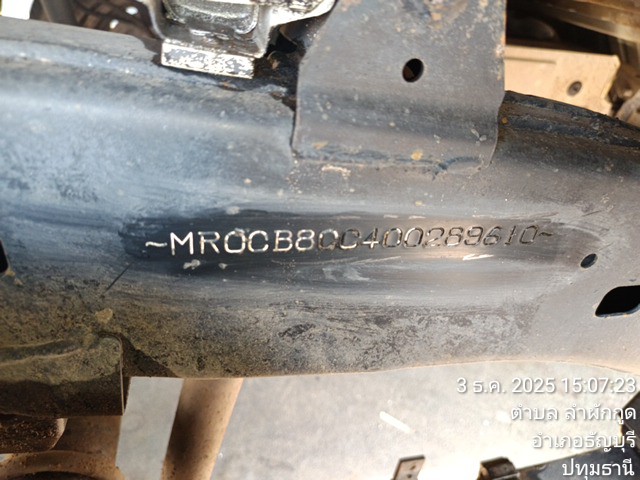 ~MR0CB8CC400289610~
3 ธ.ค. 2025 15:07:23
ตำบล ลำผักกูด
อำเภอธัญบุรี
ปทุมธานี